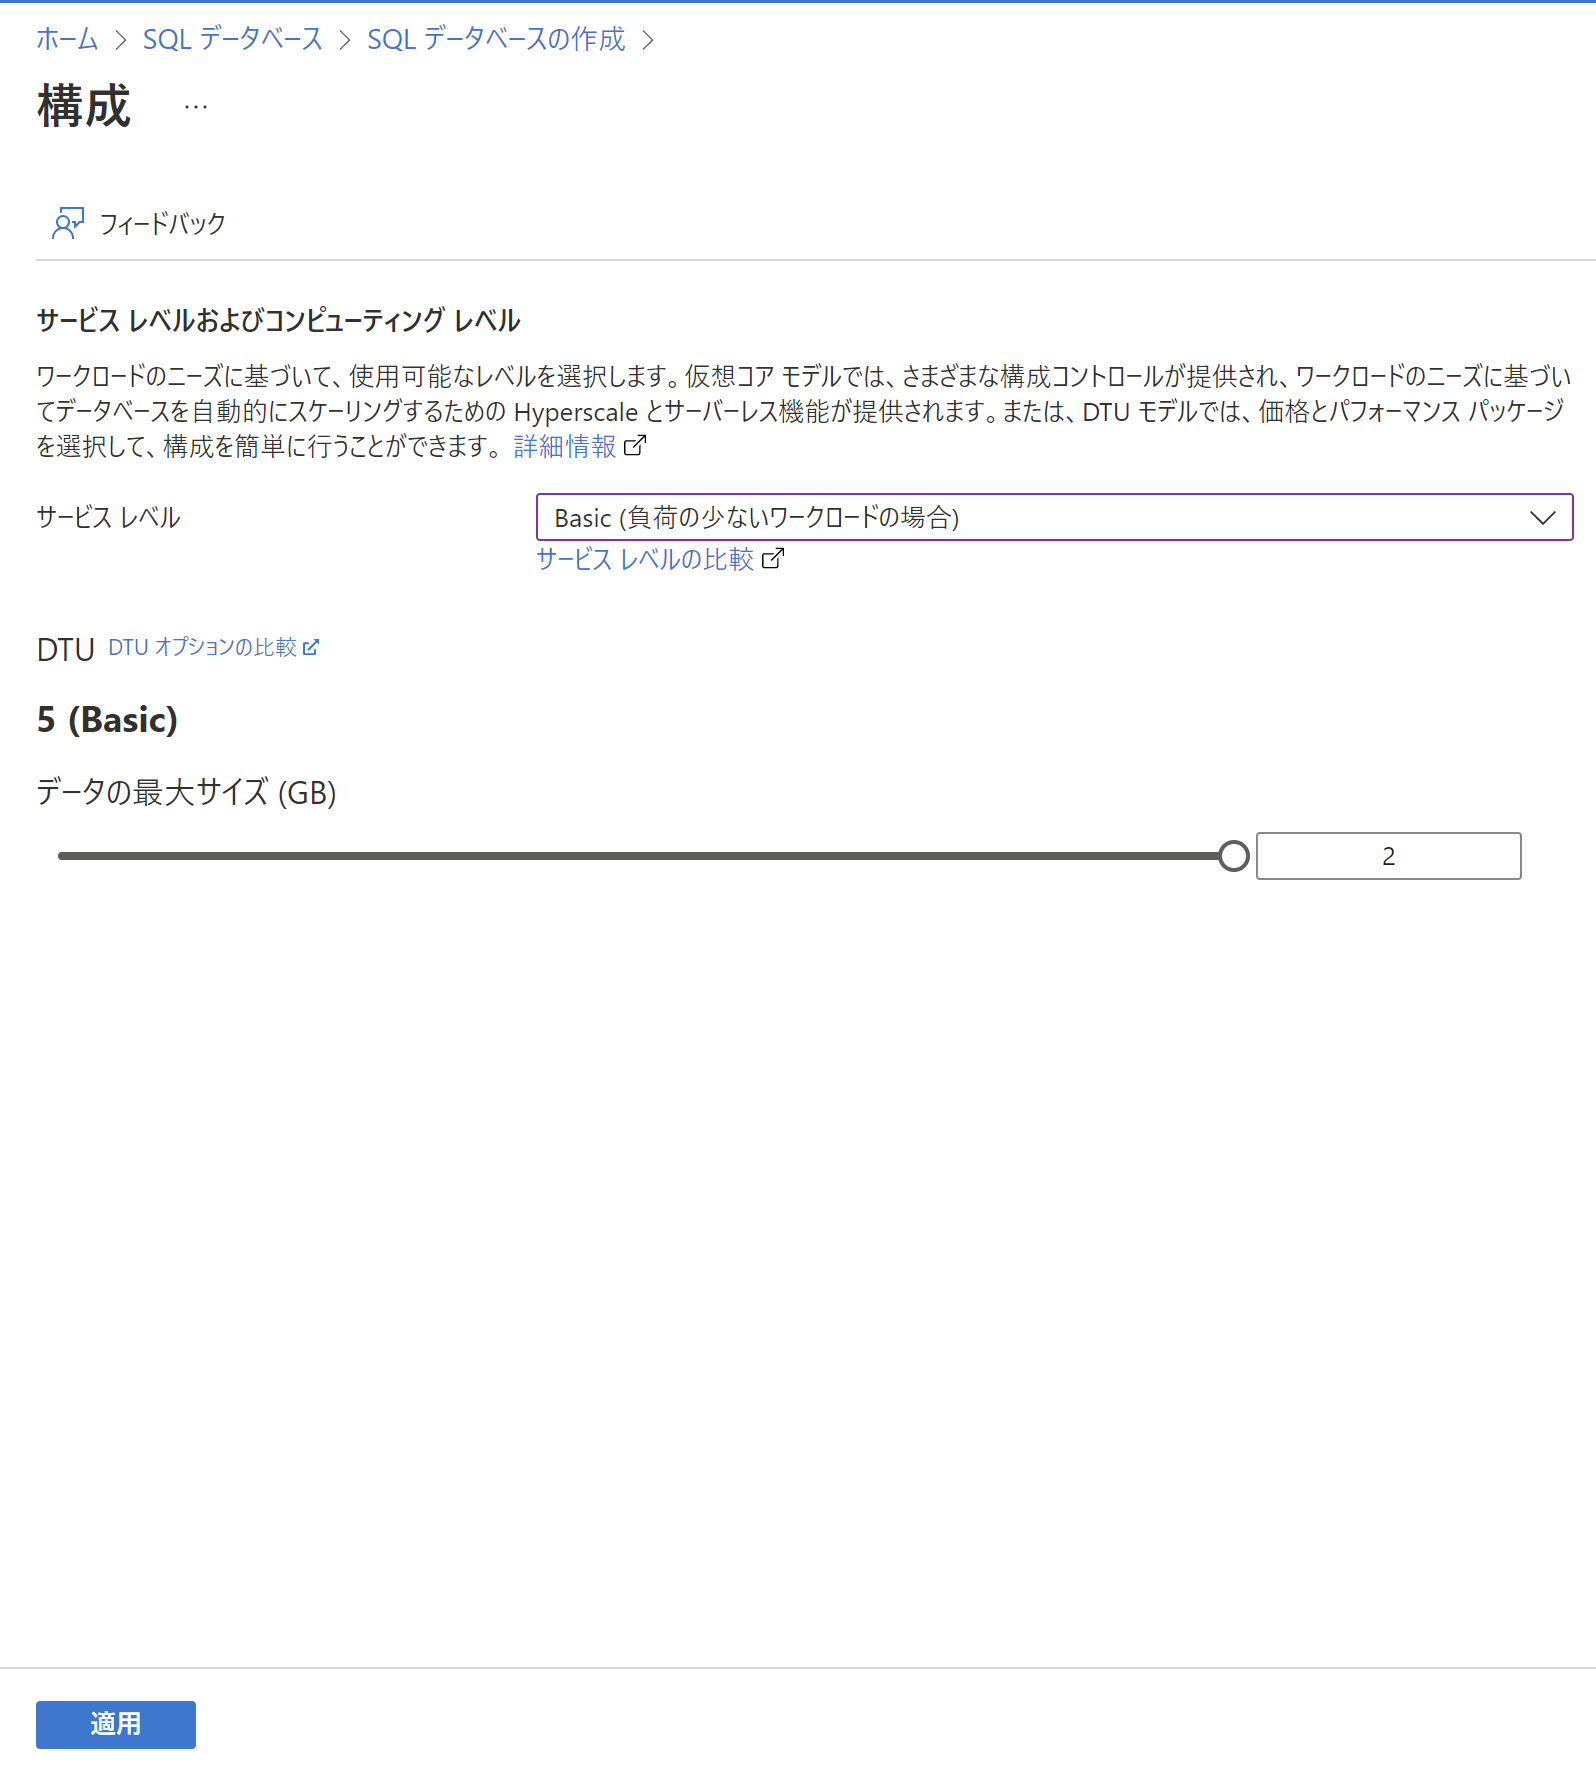 ホーム > SQL データベース > SQL データベースの作成 >
構成 …
フィードバック
サービス レベルおよびコンピューティング レベル
ワークロードのニーズに基づいて、使用可能なレベルを選択します。仮想コア モデルでは、さまざまな構成コントロールが提供され、ワークロードのニーズに基づい
てデータベースを自動的にスケーリングするための Hyperscale とサーバーレス機能が提供されます。または、DTU モデルでは、価格とパフォーマンス パッケージ
を選択して、構成を簡単に行うことができます。 詳細情報
サービス レベル
Basic (負荷の少ないワークロードの場合)
サービス レベルの比較
DTU DTU オプションの比較
5 (Basic)
データの最大サイズ (GB)
2
適用